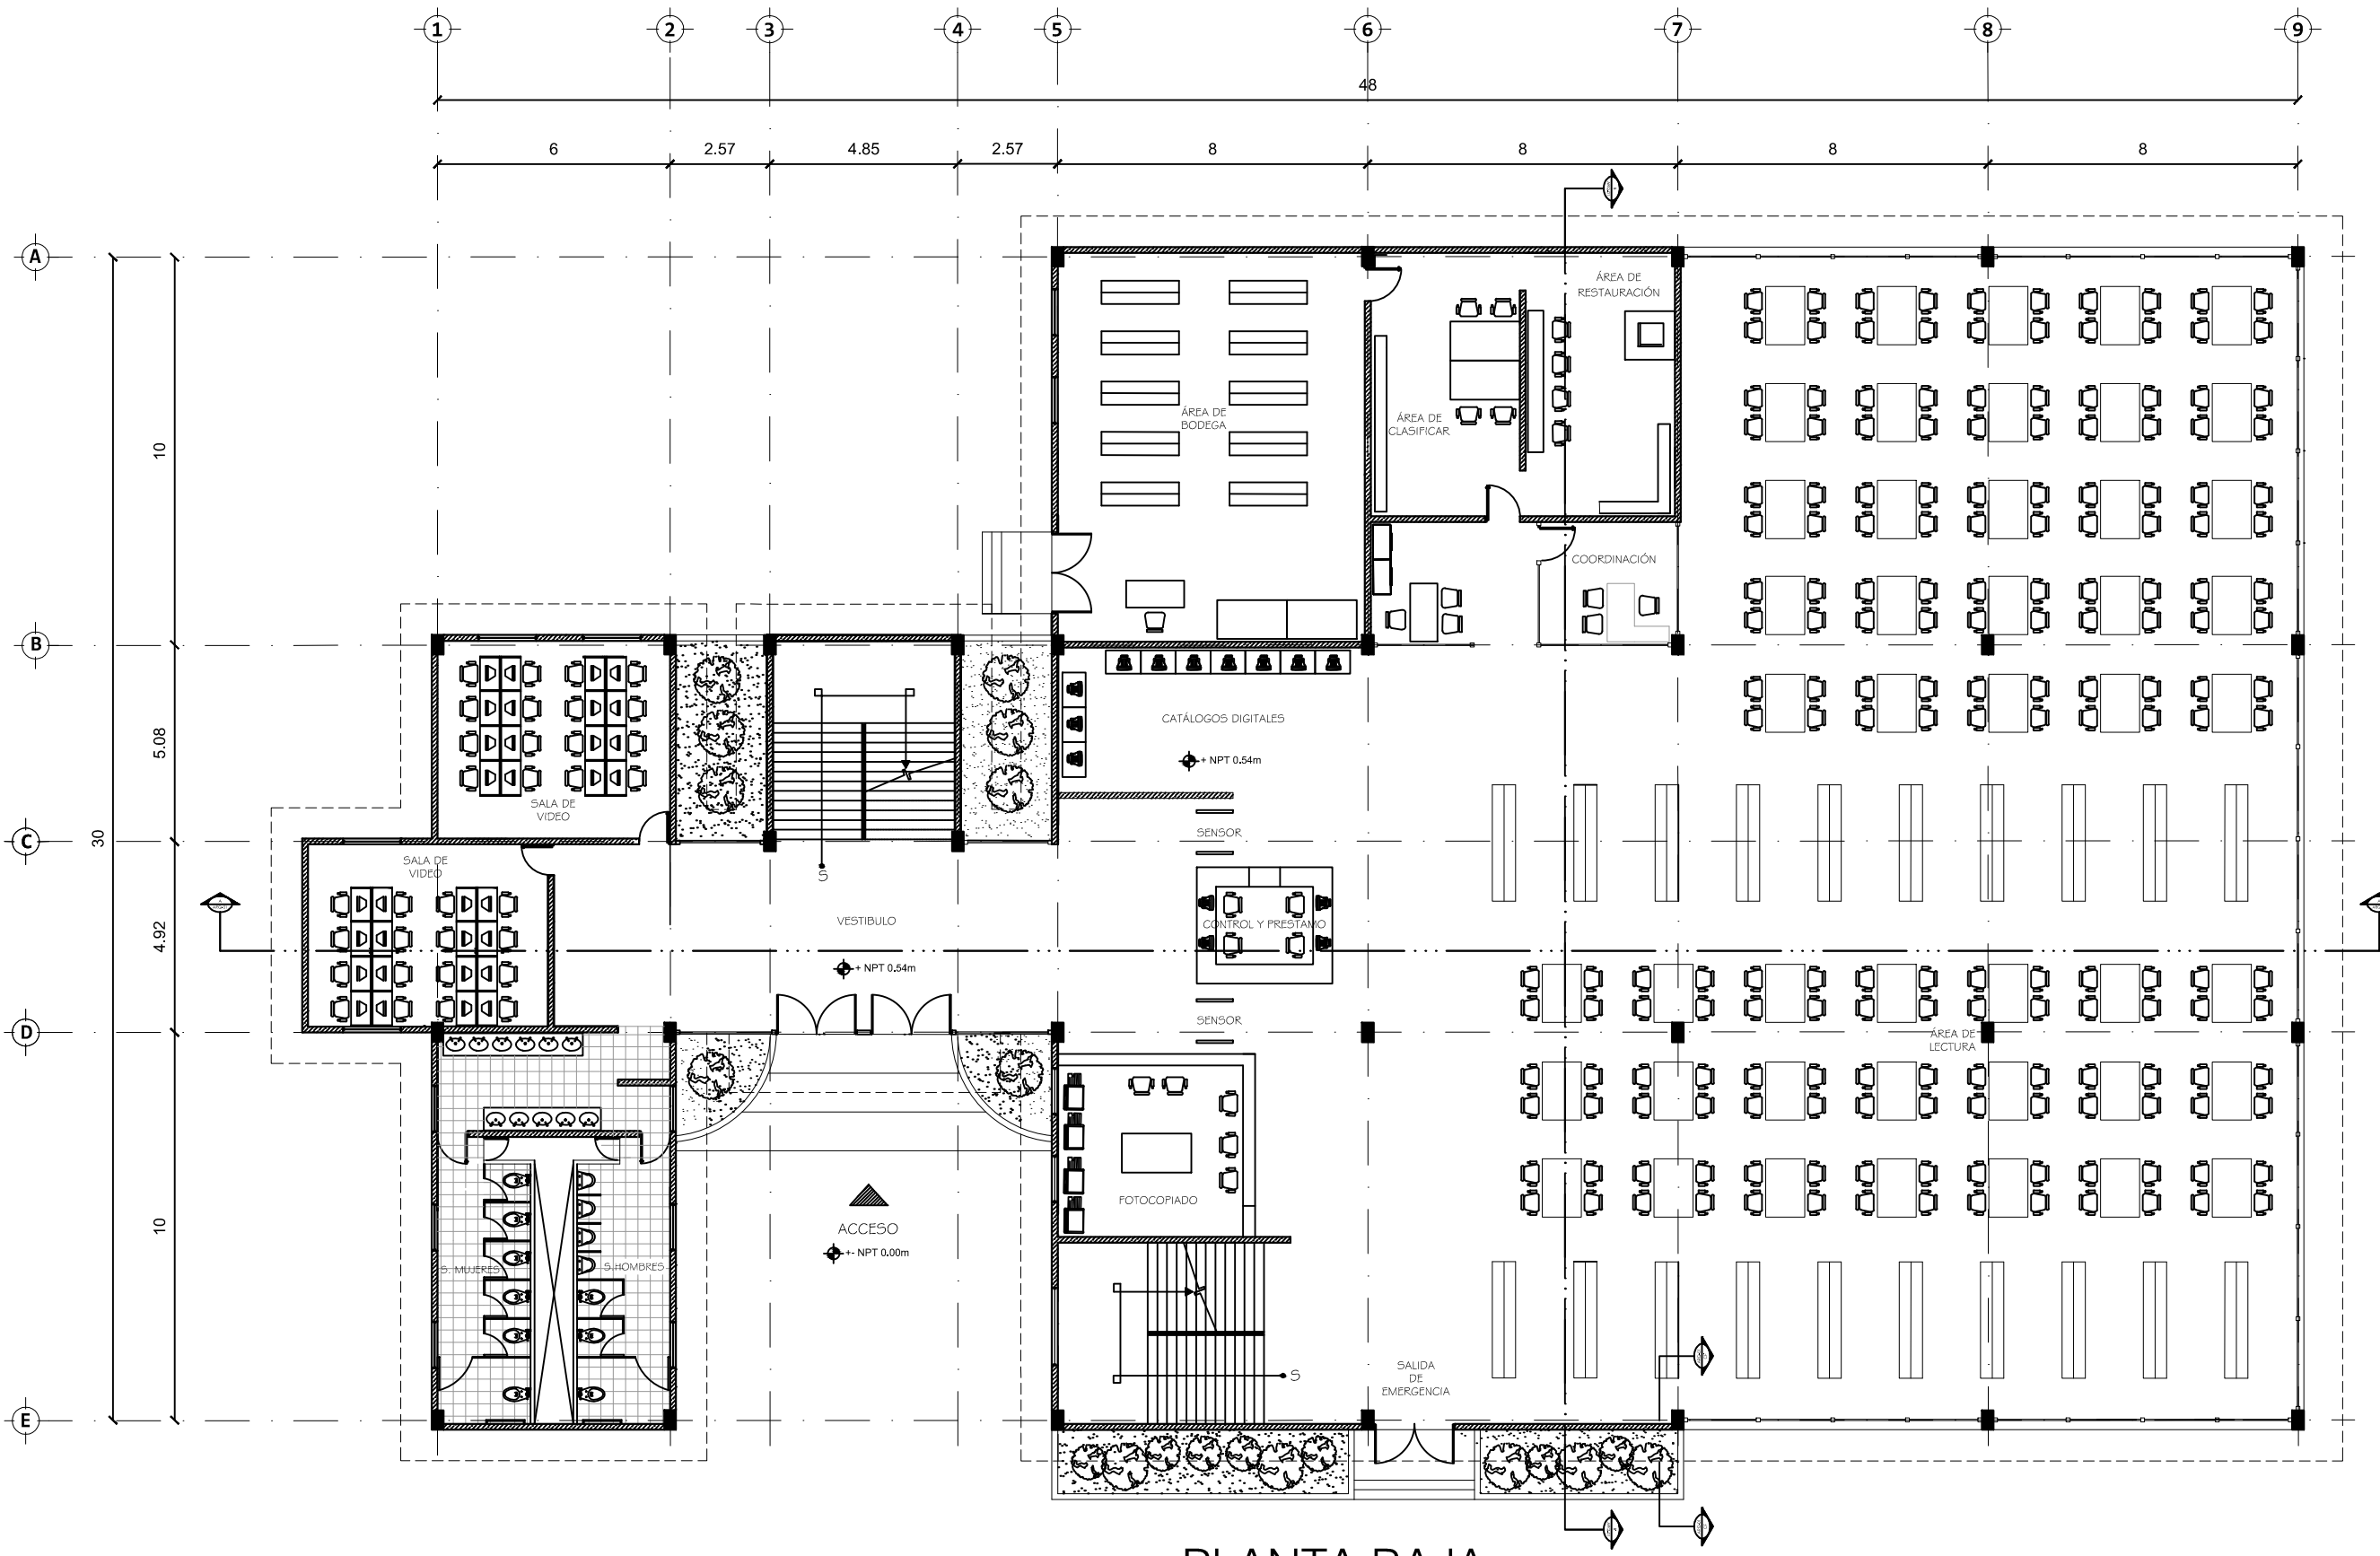 1 2 3 4 5 6 7 8 9
48
6 2.57 4.85 2.57 8 8 8 8
A
B
C
D
E
30
10
5.08
4.92
10
ÁREA DE
RESTAURACIÓN
ÁREA DE
BODEGA
ÁREA DE
CLASIFICAR
COORDINACIÓN
CATÁLOGOS DIGITALES
+ NPT 0.54m
SALA DE
VIDEO
SENSOR
SALA DE
VIDEO
S
VESTIBULO
CONTROL Y PRESTAMO
+ NPT 0.54m
SENSOR
ÁREA DE
LECTURA
FOTOCOPIADO
ACCESO
+- NPT 0.00m
S. MUJERES
S.HOMBRES
SALIDA
DE
EMERGENCIA
S
PLANTA BAJA